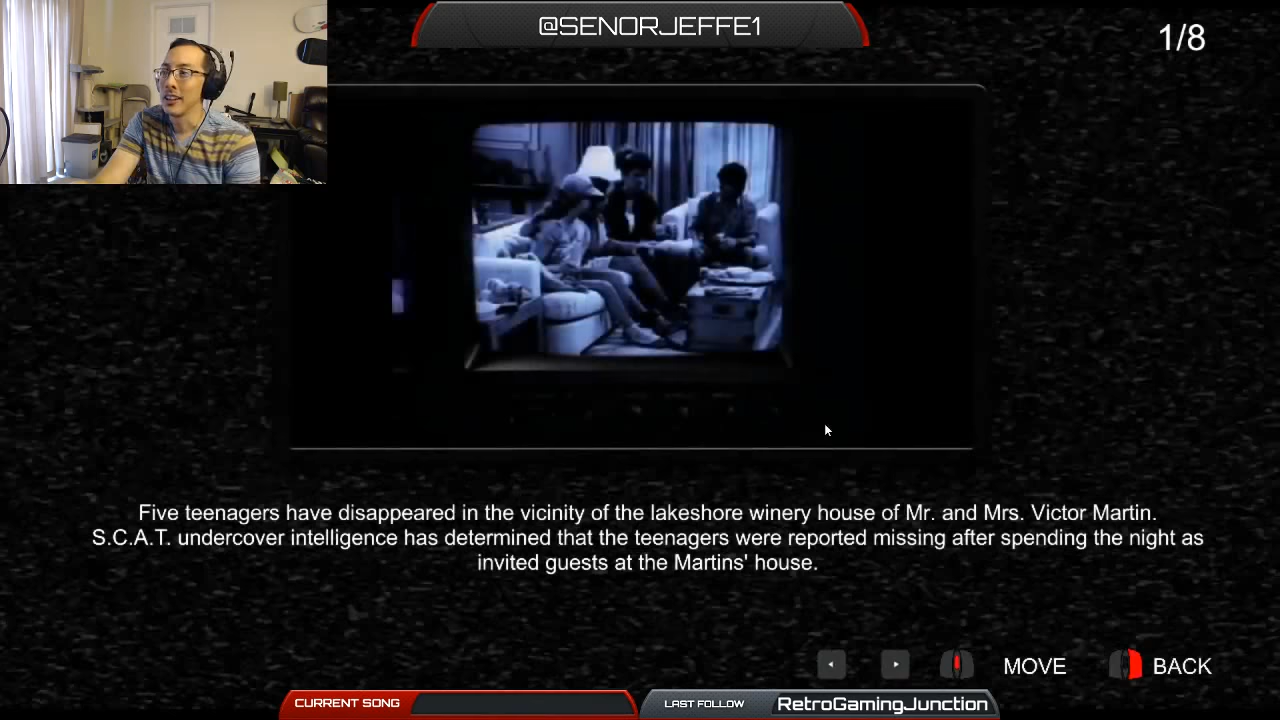 @SENORJEFFE1
1/8
Five teenagers have disappeared in the vicinity of the lakeshore winery house of Mr. and Mrs. Victor Martin.
S.C.A.T. undercover intelligence has determined that the teenagers were reported missing after spending the night as
invited guests at the Martins' house.
MOVE BACK
CURRENT SONG LAST FOLLOW RetroGamingJunction